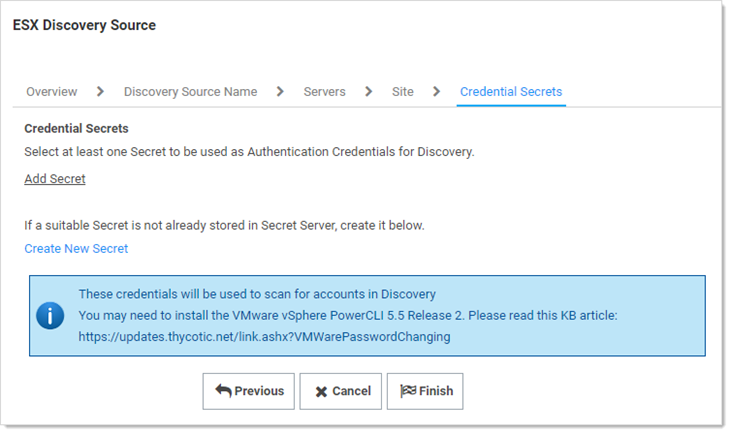 ESX Discovery Source
Overview > Discovery Source Name > Servers > Site > Credential Secrets
Credential Secrets
Select at least one Secret to be used as Authentication Credentials for Discovery.
Add Secret
If a suitable Secret is not already stored in Secret Server, create it below.
Create New Secret
These credentials will be used to scan for accounts in Discovery
You may need to install the VMware vSphere PowerCLI 5.5 Release 2. Please read this KB article:
https://updates.thycotic.net/link.ashx?VMWarePasswordChanging
Previous Cancel Finish